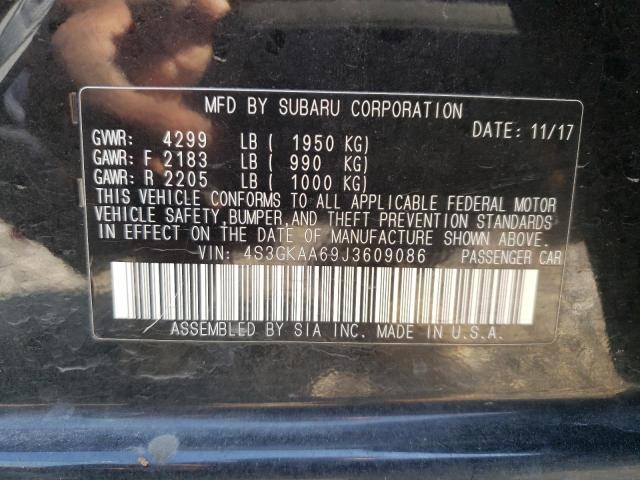 MFD BY SUBARU CORPORATION
DATE: 11/17
GVWR: 4299 LB ( 1950 KG)
GAWR: F 2183 LB ( 990 KG)
GAWR: R 2205 LB ( 1000 KG)
THIS VEHICLE CONFORMS TO ALL APPLICABLE FEDERAL MOTOR
VEHICLE SAFETY, BUMPER, AND THEFT PREVENTION STANDARDS
IN EFFECT ON THE DATE OF MANUFACTURE SHOWN ABOVE.
VIN: 4S3GKAA69J3609086 PASSENGER CAR
ASSEMBLED BY SIA INC. MADE IN U.S.A.